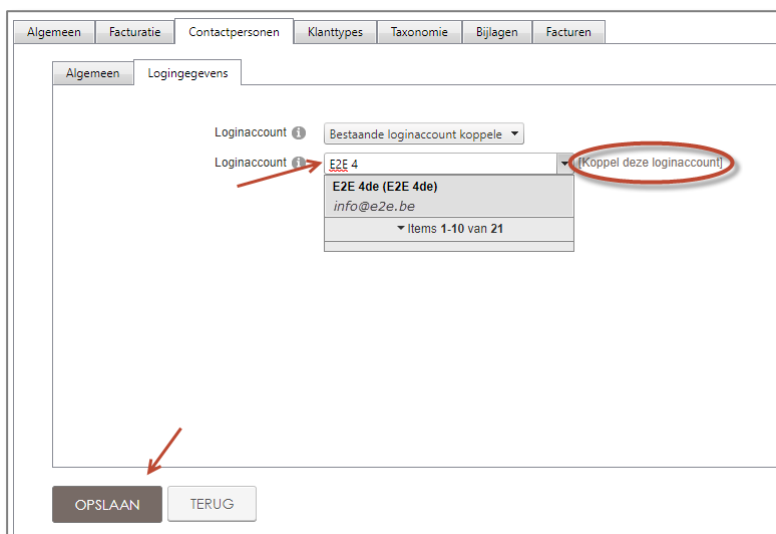 Algemeen Facturatie Contactpersonen Klanttypes Taxonomie Bijlagen Facturen
Algemeen Logingegevens
Loginaccount i Bestaande loginaccount koppele
Loginaccount i E2E 4 [Koppel deze loginaccount]
E2E 4de (E2E 4de)
info@e2e.be
Items 1-10 van 21
OPSLAAN TERUG